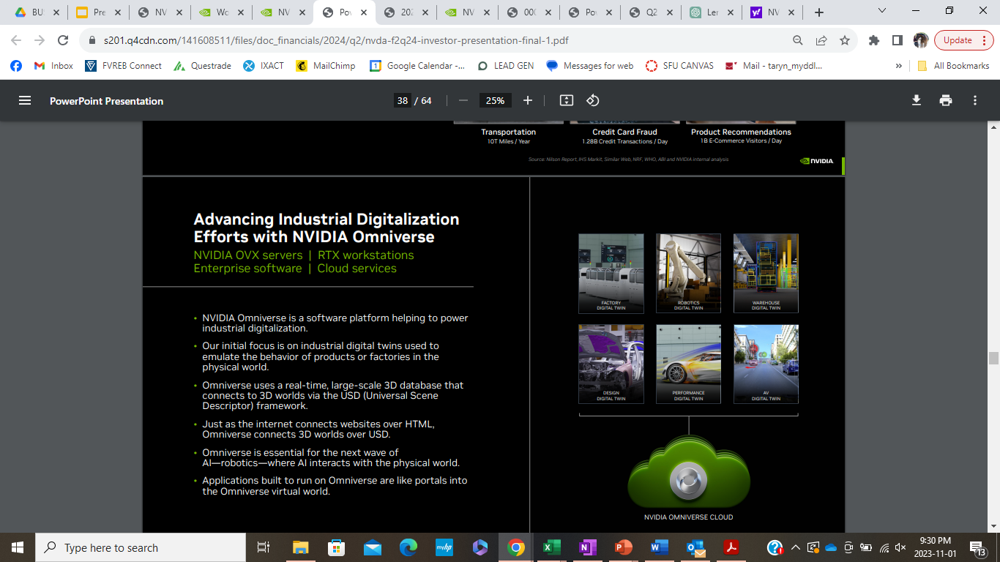 BU
Pre
NV
Wo
NV
Pov
202
NV
000
Pov
Q2
Ler
NV
s201.q4cdn.com/141608511/files/doc_financials/2024/q2/nvda-f2q24-investor-presentation-final-1.pdf
Update
Inbox
FVREB Connect
Questrade
IXACT
MailChimp
Google Calendar -...
LEAD GEN
Messages for web
SFU CANVAS
Mail - taryn_myddl...
»
All Bookmarks
PowerPoint Presentation
38 / 64
25%
Transportation
10T Miles / Year
Credit Card Fraud
1.28B Credit Transactions / Day
Product Recommendations
1B E-Commerce Visitors / Day
Source: Nilson Report, IHS Markit, Similar Web, NRF, WHO, ABI and NVIDIA internal analysis
NVIDIA.
Advancing Industrial Digitalization
Efforts with NVIDIA Omniverse
NVIDIA OVX servers | RTX workstations
Enterprise software | Cloud services
• NVIDIA Omniverse is a software platform helping to power
industrial digitalization.
• Our initial focus is on industrial digital twins used to
emulate the behavior of products or factories in the
physical world.
• Omniverse uses a real-time, large-scale 3D database that
connects to 3D worlds via the USD (Universal Scene
Descriptor) framework.
• Just as the internet connects websites over HTML,
Omniverse connects 3D worlds over USD.
• Omniverse is essential for the next wave of
AI—robotics—where AI interacts with the physical world.
• Applications built to run on Omniverse are like portals into
the Omniverse virtual world.
FACTORY
DIGITAL TWIN
ROBOTICS
DIGITAL TWIN
WAREHOUSE
DIGITAL TWIN
DESIGN
DIGITAL TWIN
PERFORMANCE
DIGITAL TWIN
AV
DIGITAL TWIN
NVIDIA OMNIVERSE CLOUD
Type here to search
9:30 PM
2023-11-01
13